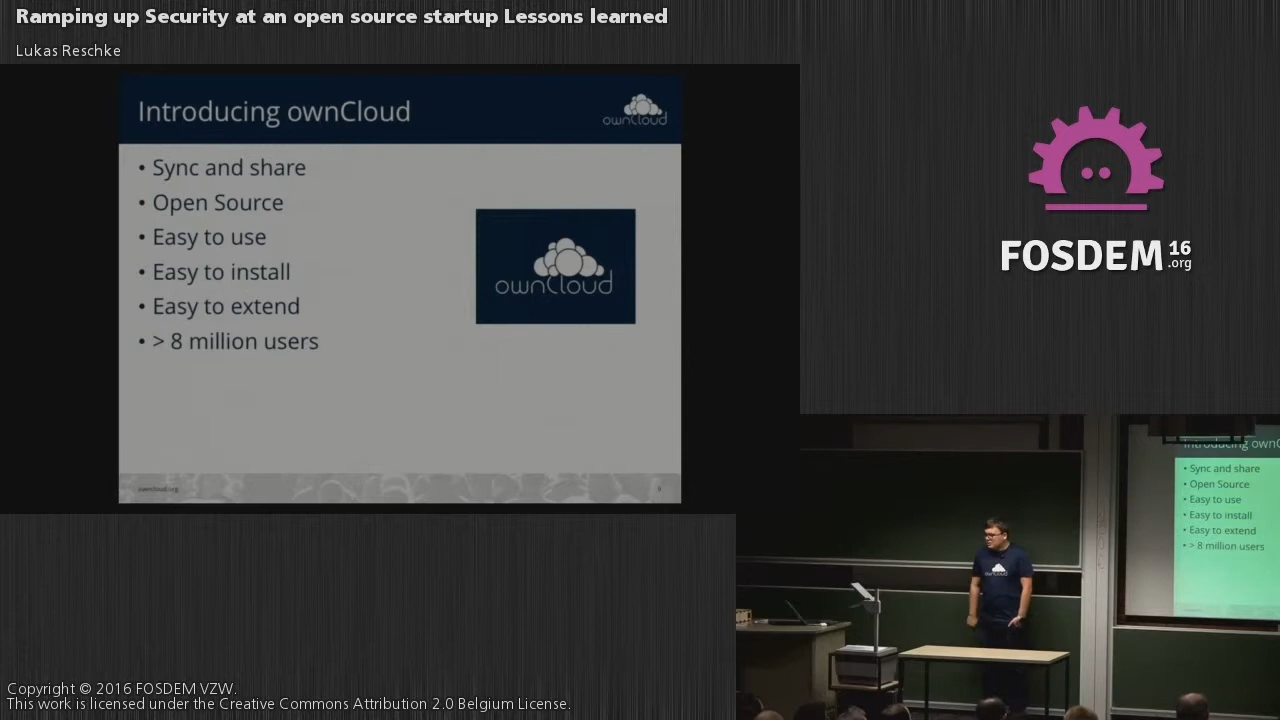 Ramping up Security at an open source startup Lessons learned
Lukas Reschke
Introducing ownCloud
ownCloud
• Sync and share
• Open Source
• Easy to use
• Easy to install
• Easy to extend
• > 8 million users
ownCloud
owncloud.org
FOSDEM 16 .org
Introducing ownC
• Sync and share
• Open Source
• Easy to use
• Easy to install
• Easy to extend
• > 8 million users
ownCloud
Copyright © 2016 FOSDEM VZW.
This work is licensed under the Creative Commons Attribution 2.0 Belgium License.